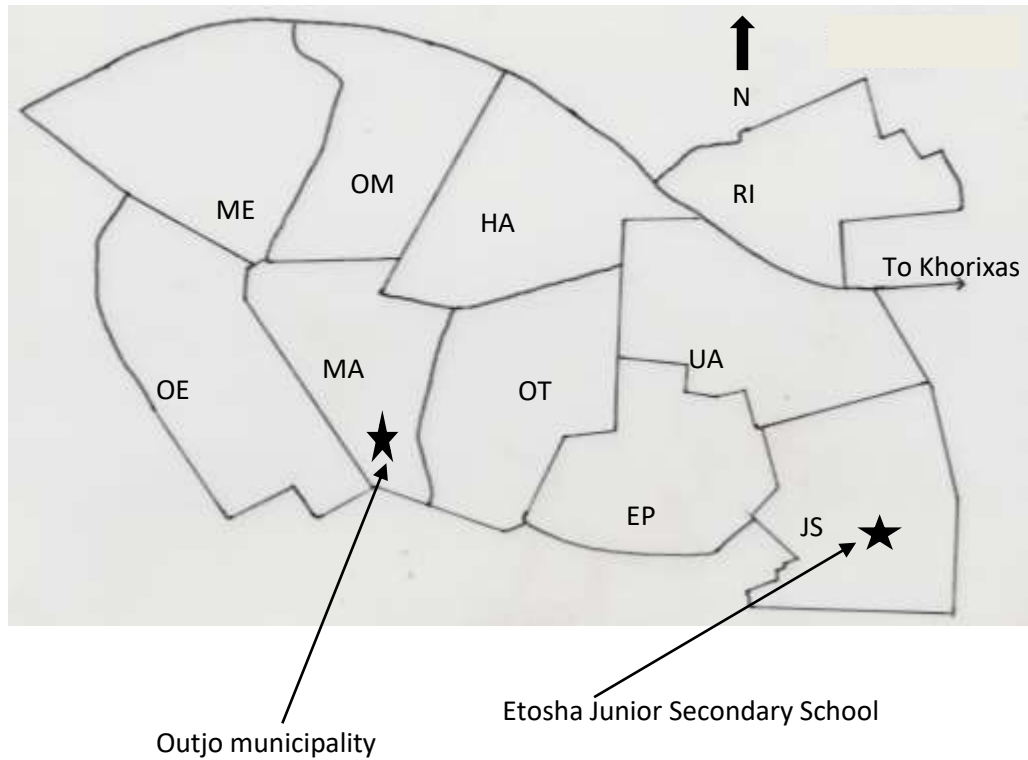 N
OM
RI
ME
HA
To Khorixas
MA
UA
OE
OT
EP
JS
Etosha Junior Secondary School
Outjo municipality